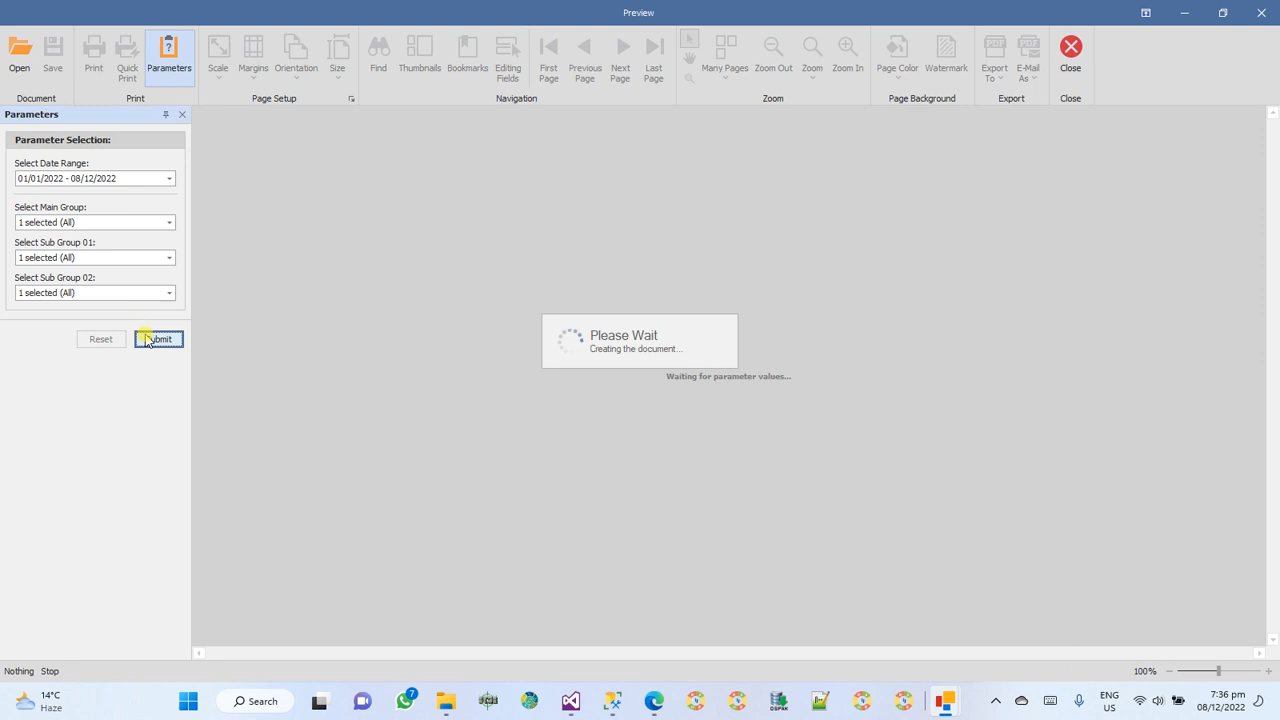 Preview
Open
Save
Print
Quick Print
Parameters
Scale
Margins
Orientation
Size
Find
Thumbnails
Bookmarks
Editing Fields
First Page
Previous Page
Next Page
Last Page
Many Pages
Zoom Out
Zoom
Zoom In
Page Color
Watermark
PDF
Export To
PDF
E-Mail As
Close
Document
Print
Page Setup
Navigation
Zoom
Page Background
Export
Close
Parameters
Parameter Selection:
Select Date Range:
01/01/2022 - 08/12/2022
Select Main Group:
1 selected (All)
Select Sub Group 01:
1 selected (All)
Select Sub Group 02:
1 selected (All)
Reset
Submit
Please Wait
Creating the document...
Waiting for parameter values...
Nothing Stop
100%
14°C
Haze
Search
7
DSPAK
ENG
US
7:36 pm
08/12/2022